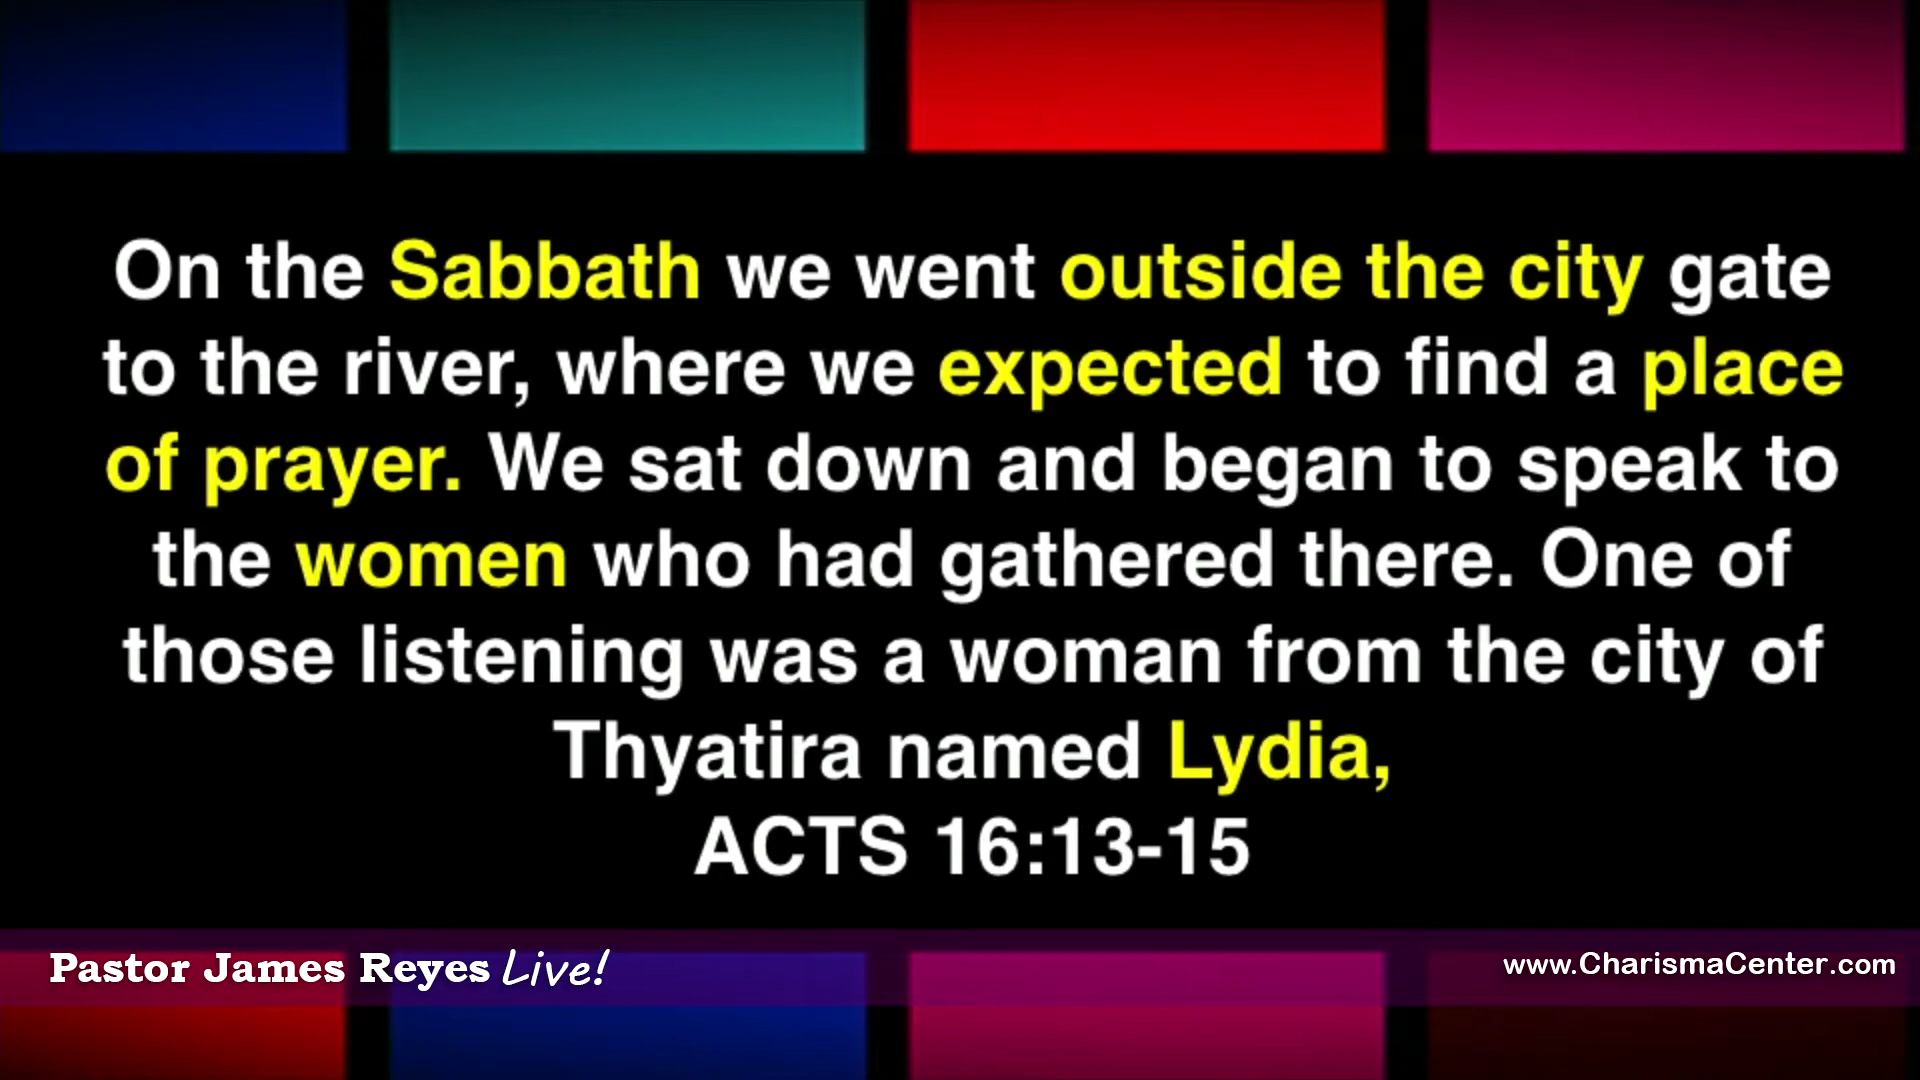 On the Sabbath we went outside the city gate
to the river, where we expected to find a place
of prayer. We sat down and began to speak to
the women who had gathered there. One of
those listening was a woman from the city of
Thyatira named Lydia,
ACTS 16:13-15
Pastor James Reyes Live!
www.CharismaCenter.com